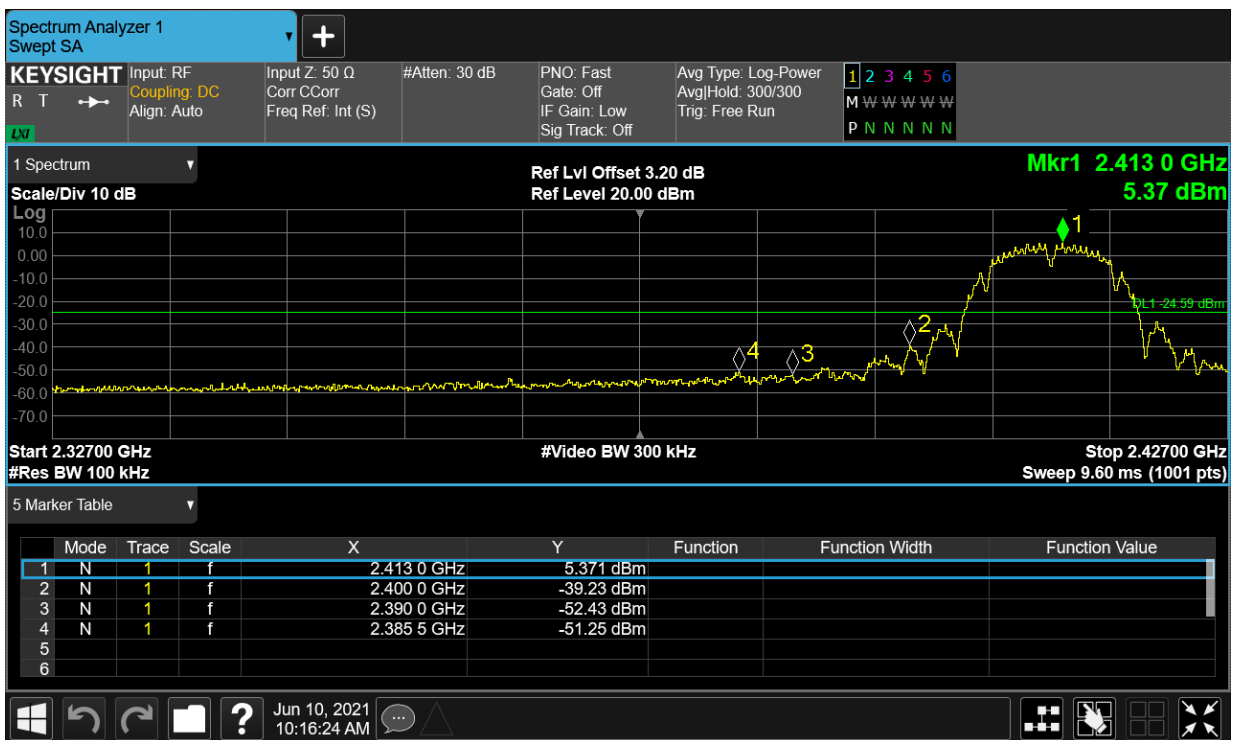 Spectrum Analyzer 1
Swept SA
+
KEYSIGHT
R T
LXI
Input: RF
Coupling: DC
Align: Auto
Input Z: 50 Ω
Corr CCorr
Freq Ref: Int (S)
#Atten: 30 dB
PNO: Fast
Gate: Off
IF Gain: Low
Sig Track: Off
Avg Type: Log-Power
Avg|Hold: 300/300
Trig: Free Run
1 2 3 4 5 6
M W W W W W
P N N N N N
1 Spectrum
Scale/Div 10 dB
Ref Lvl Offset 3.20 dB
Ref Level 20.00 dBm
Mkr1 2.413 0 GHz
5.37 dBm
Log
10.0
0.00
-10.0
-20.0
-30.0
-40.0
-50.0
-60.0
-70.0
1
DL1 -24.59 dBm
2
4
3
Start 2.32700 GHz
#Res BW 100 kHz
#Video BW 300 kHz
Stop 2.42700 GHz
Sweep 9.60 ms (1001 pts)
5 Marker Table
Mode Trace Scale X Y Function Function Width Function Value
1 N 1 f 2.413 0 GHz 5.371 dBm
2 N 1 f 2.400 0 GHz -39.23 dBm
3 N 1 f 2.390 0 GHz -52.43 dBm
4 N 1 f 2.385 5 GHz -51.25 dBm
5
6
?
Jun 10, 2021
10:16:24 AM